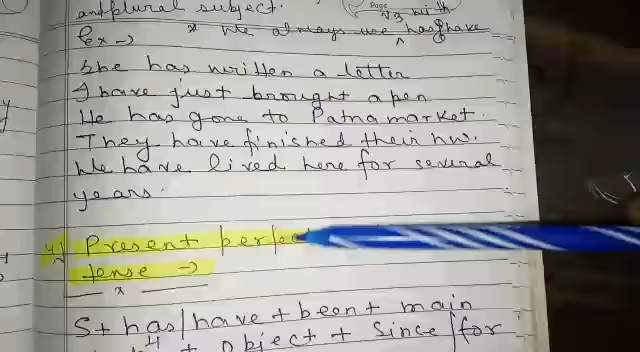 and plural subject.
Page
V3 with
Ex → * We always use has/have
She has written a letter
I have just brought a pen
He has gone to Patna market.
They have finished their hw.
We have lived here for several
years.
4) Present perfec
tense →
x
S + has/have + been + main
+ object + since/for